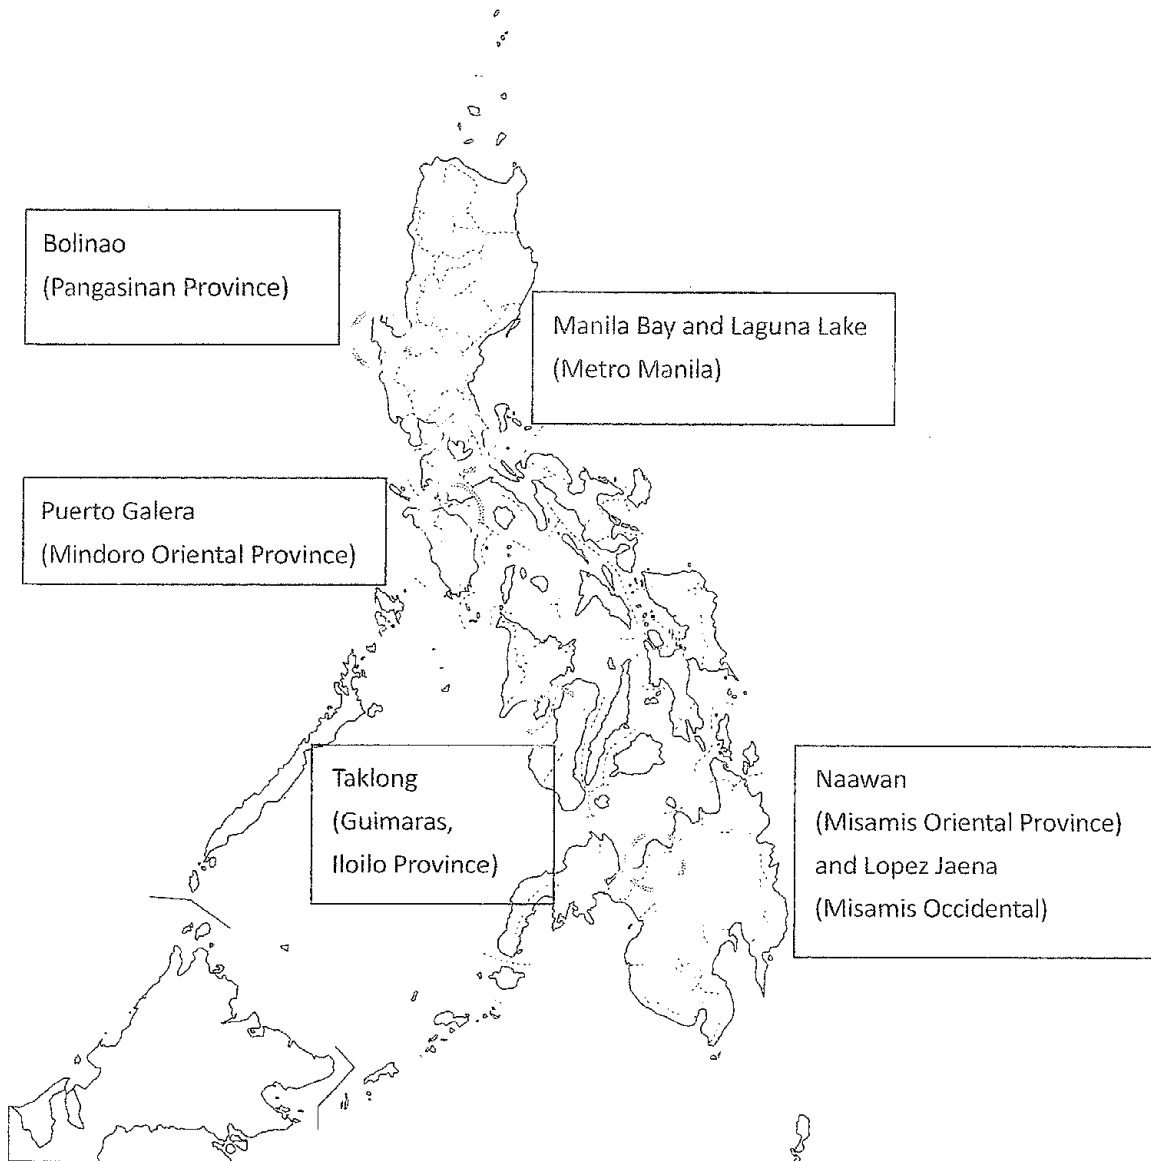 Bolinao
(Pangasinan Province)
Manila Bay and Laguna Lake
(Metro Manila)
Puerto Galera
(Mindoro Oriental Province)
Taklong
(Guimaras,
Iloilo Province)
Naawan
(Misamis Oriental Province)
and Lopez Jaena
(Misamis Occidental)